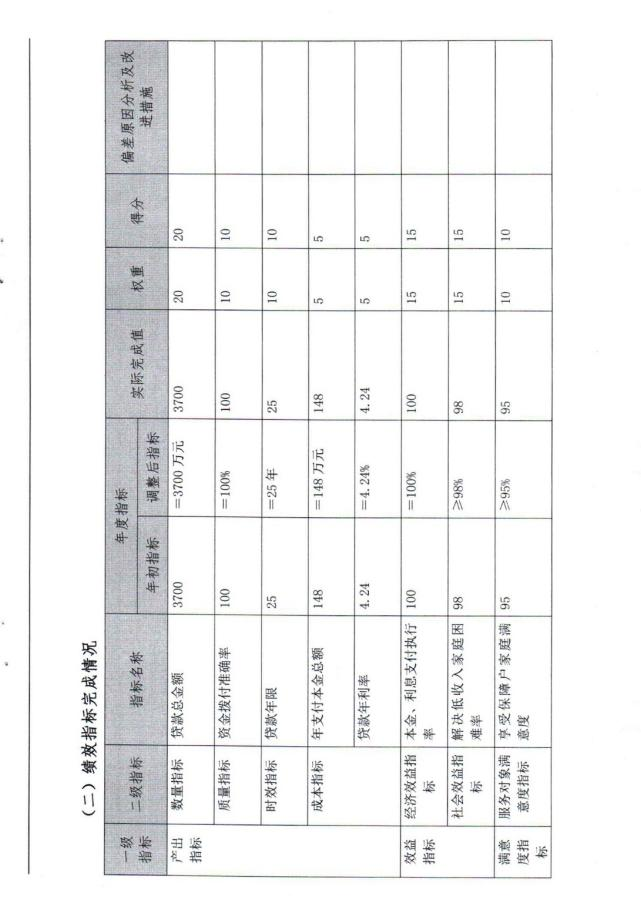 （二）绩效指标完成情况
一级指标 二级指标 指标名称 年度指标 实际完成值 权重 得分 偏差原因分析及改进措施
年初指标 调整后指标
产出指标 数量指标 贷款总金额 3700 ＝3700 万元 3700 20 20
质量指标 资金拨付准确率 100 ＝100% 100 10 10
时效指标 贷款年限 25 ＝25 年 25 10 10
成本指标 年支付本金总额 148 ＝148 万元 148 5 5
贷款年利率 4.24 ＝4.24% 4.24 5 5
效益指标 经济效益指标 本金、利息支付执行率 100 ＝100% 100 15 15
社会效益指标 解决低收入家庭困难率 98 ≥98% 98 15 15
满意度指标 服务对象满意度指标 享受保障户家庭满意度 95 ≥95% 95 10 10